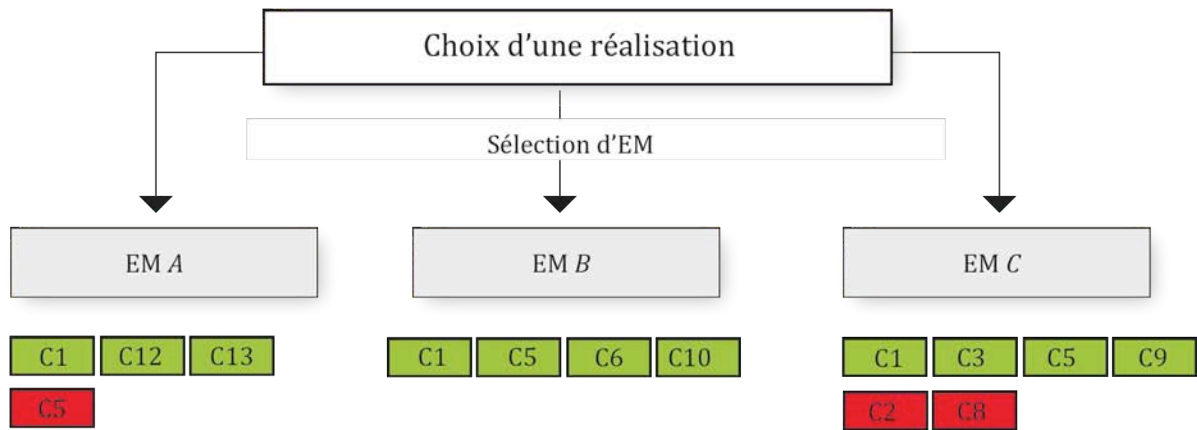 Choix d’une réalisation
Sélection d’EM
EM A
EM B
EM C
C1 C12 C13
C1 C5 C6 C10
C1 C3 C5 C9
C5
C2 C8